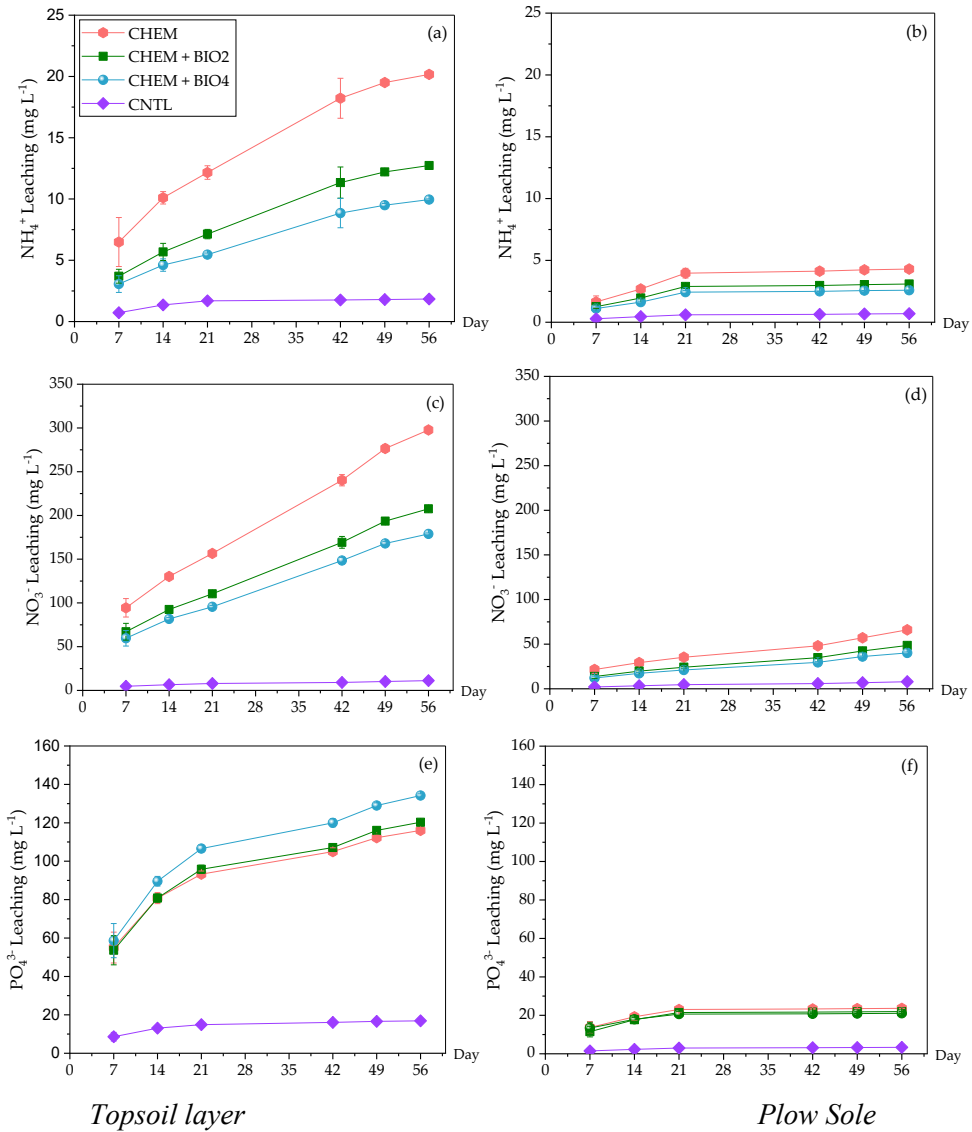 CHEM
CHEM + BIO2
CHEM + BIO4
CNTL
(a)
25
20
15
10
5
0
NH₄⁺ Leaching (mg L⁻¹)
0 7 14 21 28 35 42 49 56 Day
(b)
25
20
15
10
5
0
NH₄⁺ Leaching (mg L⁻¹)
0 7 14 21 28 35 42 49 56 Day
(c)
350
300
250
200
150
100
50
0
NO₃⁻ Leaching (mg L⁻¹)
0 7 14 21 28 35 42 49 56 Day
(d)
350
300
250
200
150
100
50
0
NO₃⁻ Leaching (mg L⁻¹)
0 7 14 21 28 35 42 49 56 Day
(e)
160
140
120
100
80
60
40
20
0
PO₄³⁻ Leaching (mg L⁻¹)
0 7 14 21 28 35 42 49 56 Day
(f)
160
140
120
100
80
60
40
20
0
PO₄³⁻ Leaching (mg L⁻¹)
0 7 14 21 28 35 42 49 56 Day
Topsoil layer
Plow Sole